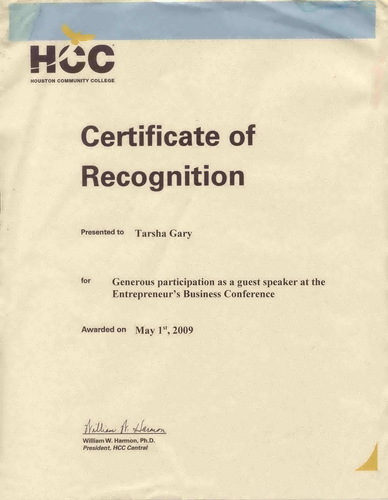 HCC
HOUSTON COMMUNITY COLLEGE
Certificate of
Recognition
Presented to Tarsha Gary
for Generous participation as a guest speaker at the
Entrepreneur's Business Conference
Awarded on May 1st, 2009
William W. Harmon
William W. Harmon, Ph.D.
President, HCC Central